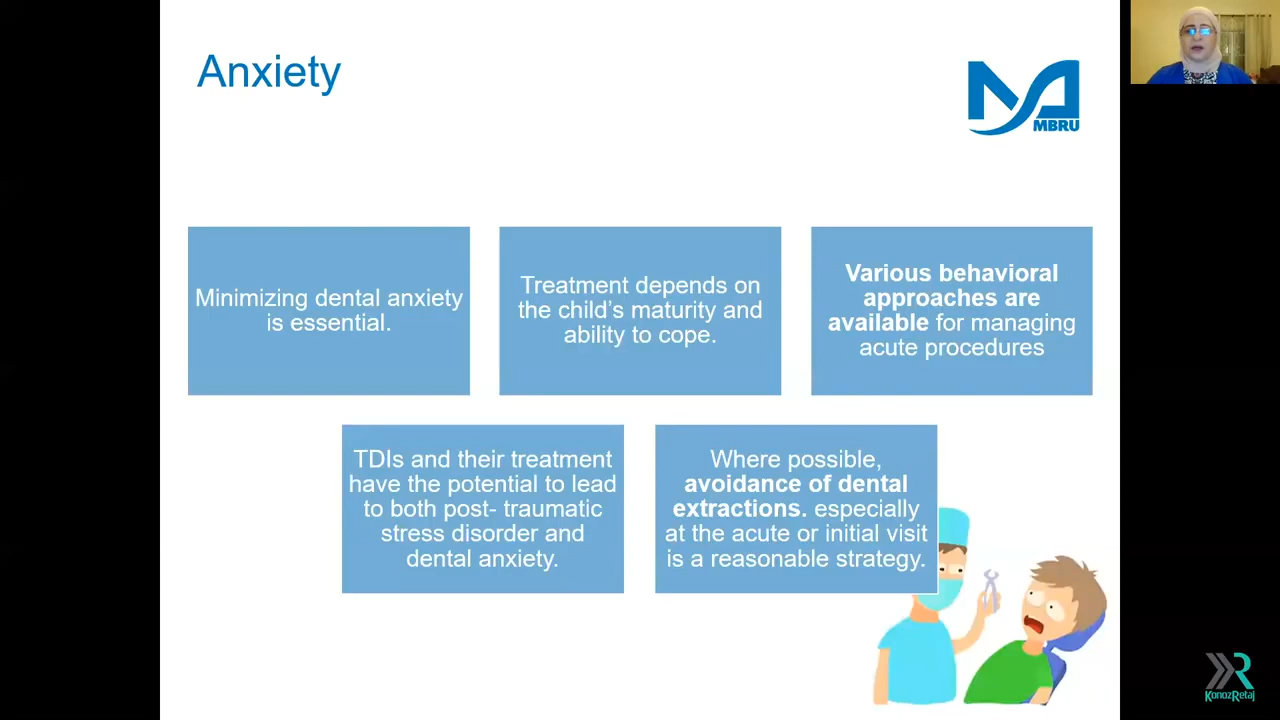 Anxiety
MBRU
Minimizing dental anxiety
is essential.
Treatment depends on
the child's maturity and
ability to cope.
Various behavioral
approaches are
available for managing
acute procedures
TDIs and their treatment
have the potential to lead
to both post- traumatic
stress disorder and
dental anxiety.
Where possible,
avoidance of dental
extractions. especially
at the acute or initial visit
is a reasonable strategy.
KonozRetaj